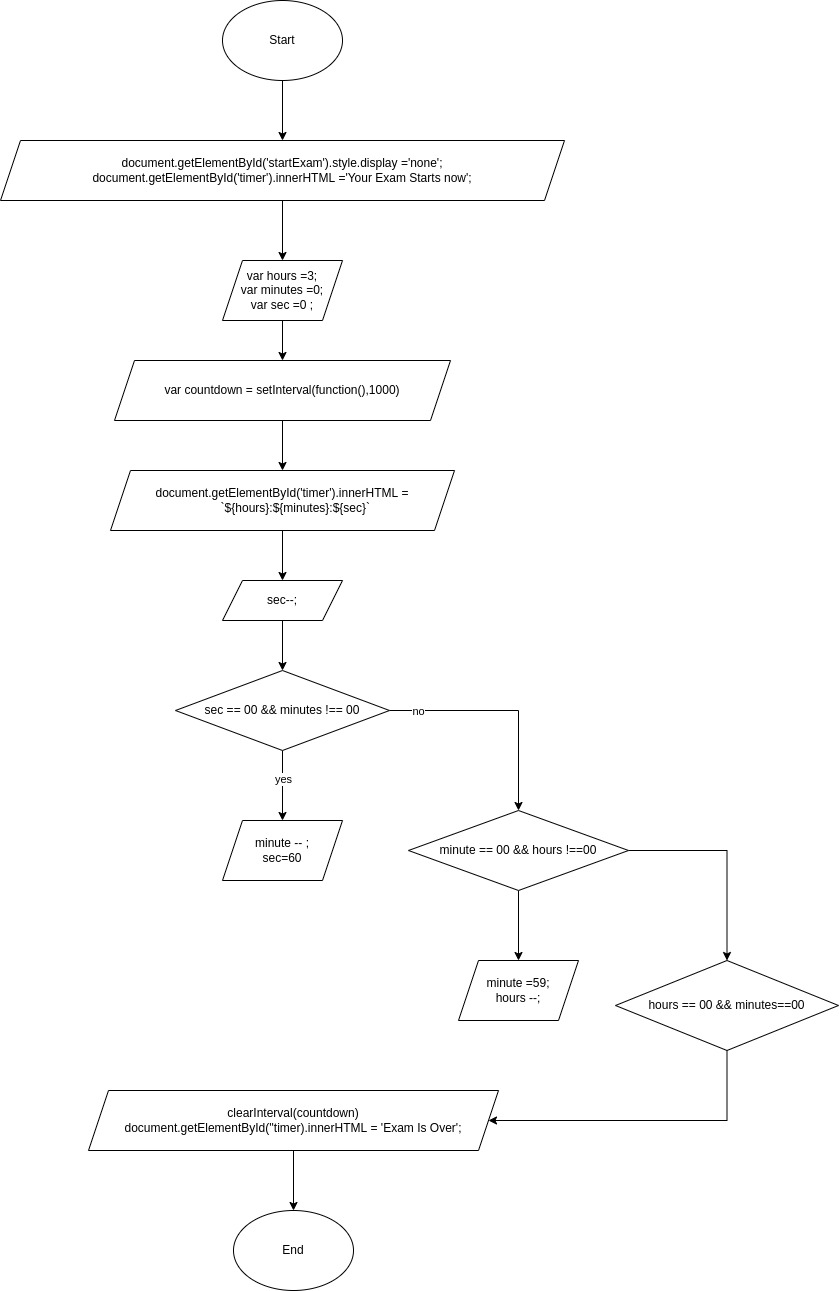 Start
document.getElementById('startExam').style.display ='none';
document.getElementById('timer').innerHTML ='Your Exam Starts now';
var hours =3;
var minutes =0;
var sec =0 ;
var countdown = setInterval(function(),1000)
document.getElementById('timer').innerHTML =
`${hours}:${minutes}:${sec}`
sec--;
sec == 00 && minutes !== 00
no
yes
minute -- ;
sec=60
minute == 00 && hours !==00
minute =59;
hours --;
hours == 00 && minutes==00
clearInterval(countdown)
document.getElementById("timer).innerHTML = 'Exam Is Over';
End